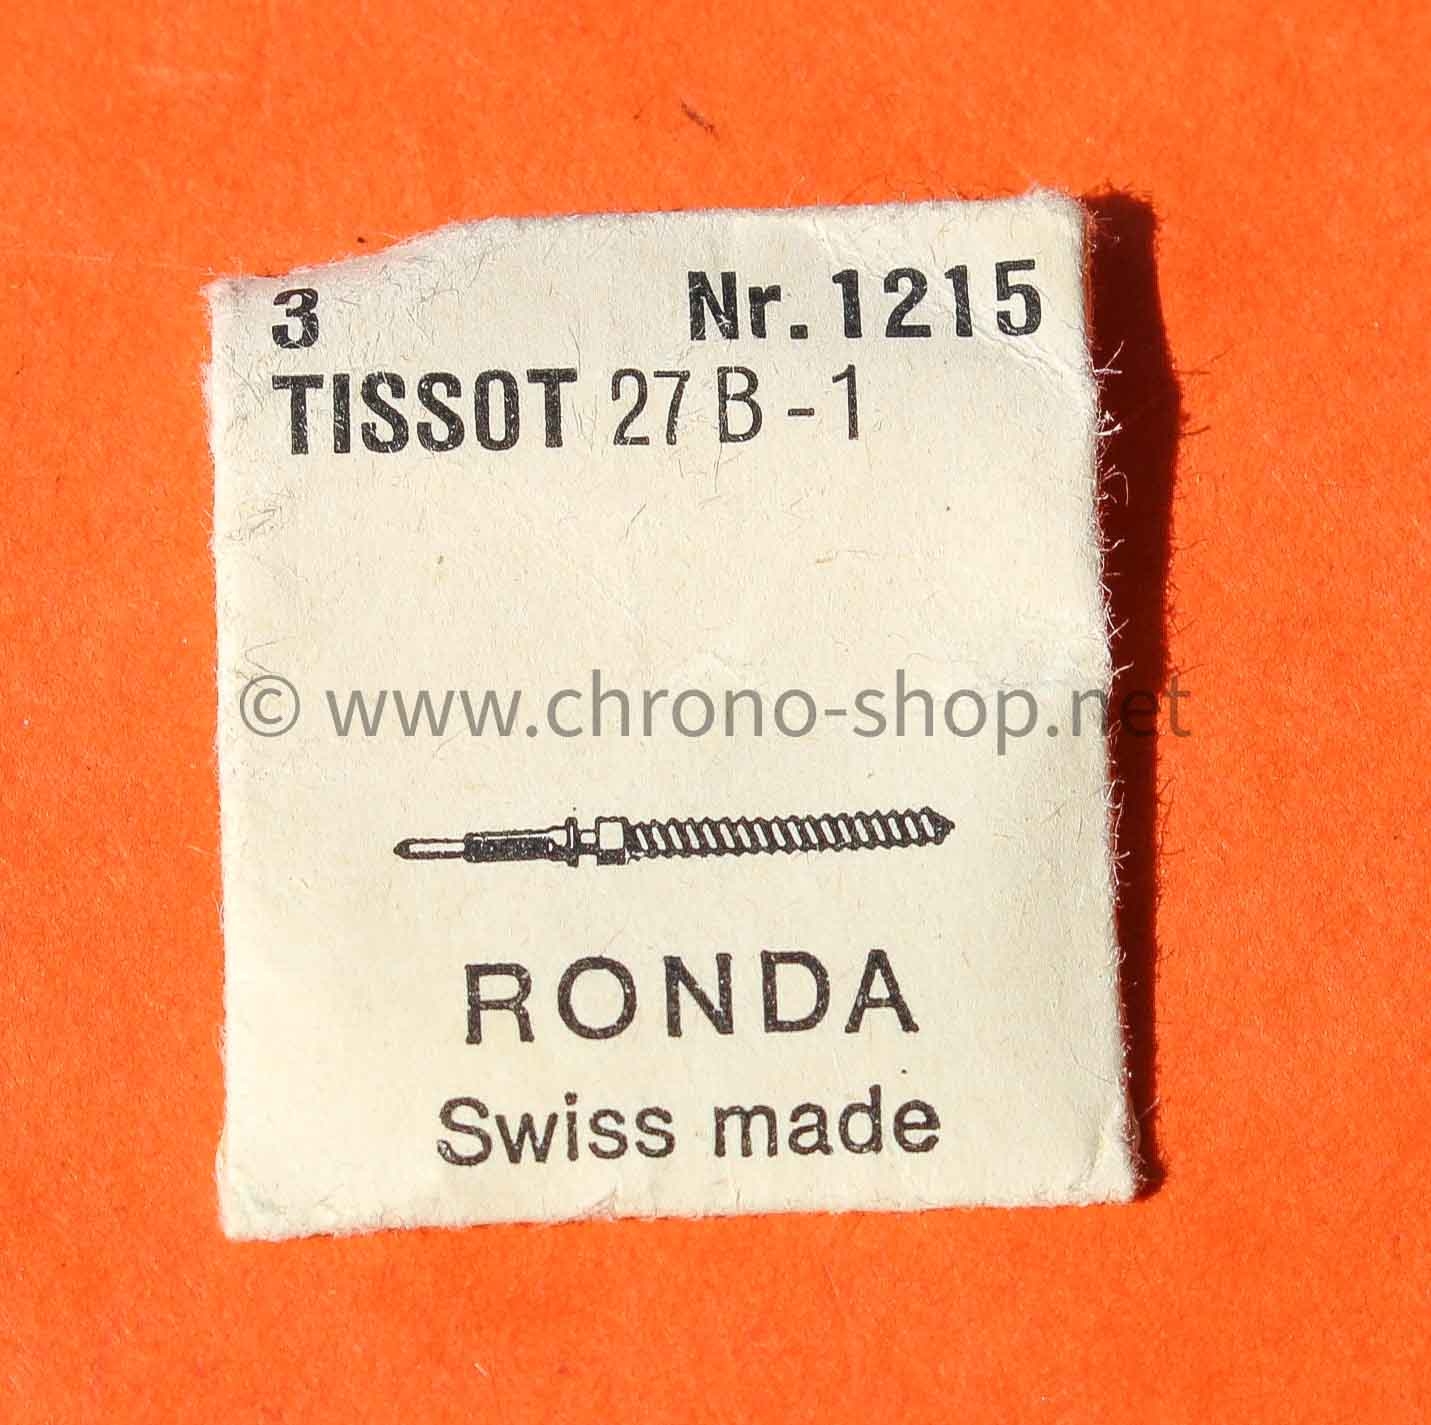 3 Nr. 1215
TISSOT 27 B - 1
© www.chrono-shop.net
RONDA
Swiss made